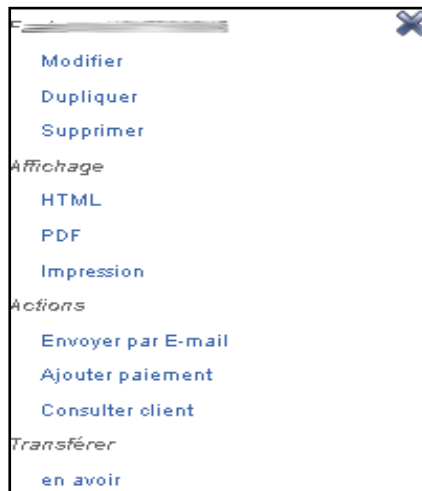 Modifier
Dupliquer
Supprimer
Affichage
HTML
PDF
Impression
Actions
Envoyer par E-mail
Ajouter paiement
Consulter client
Transférer
en avoir